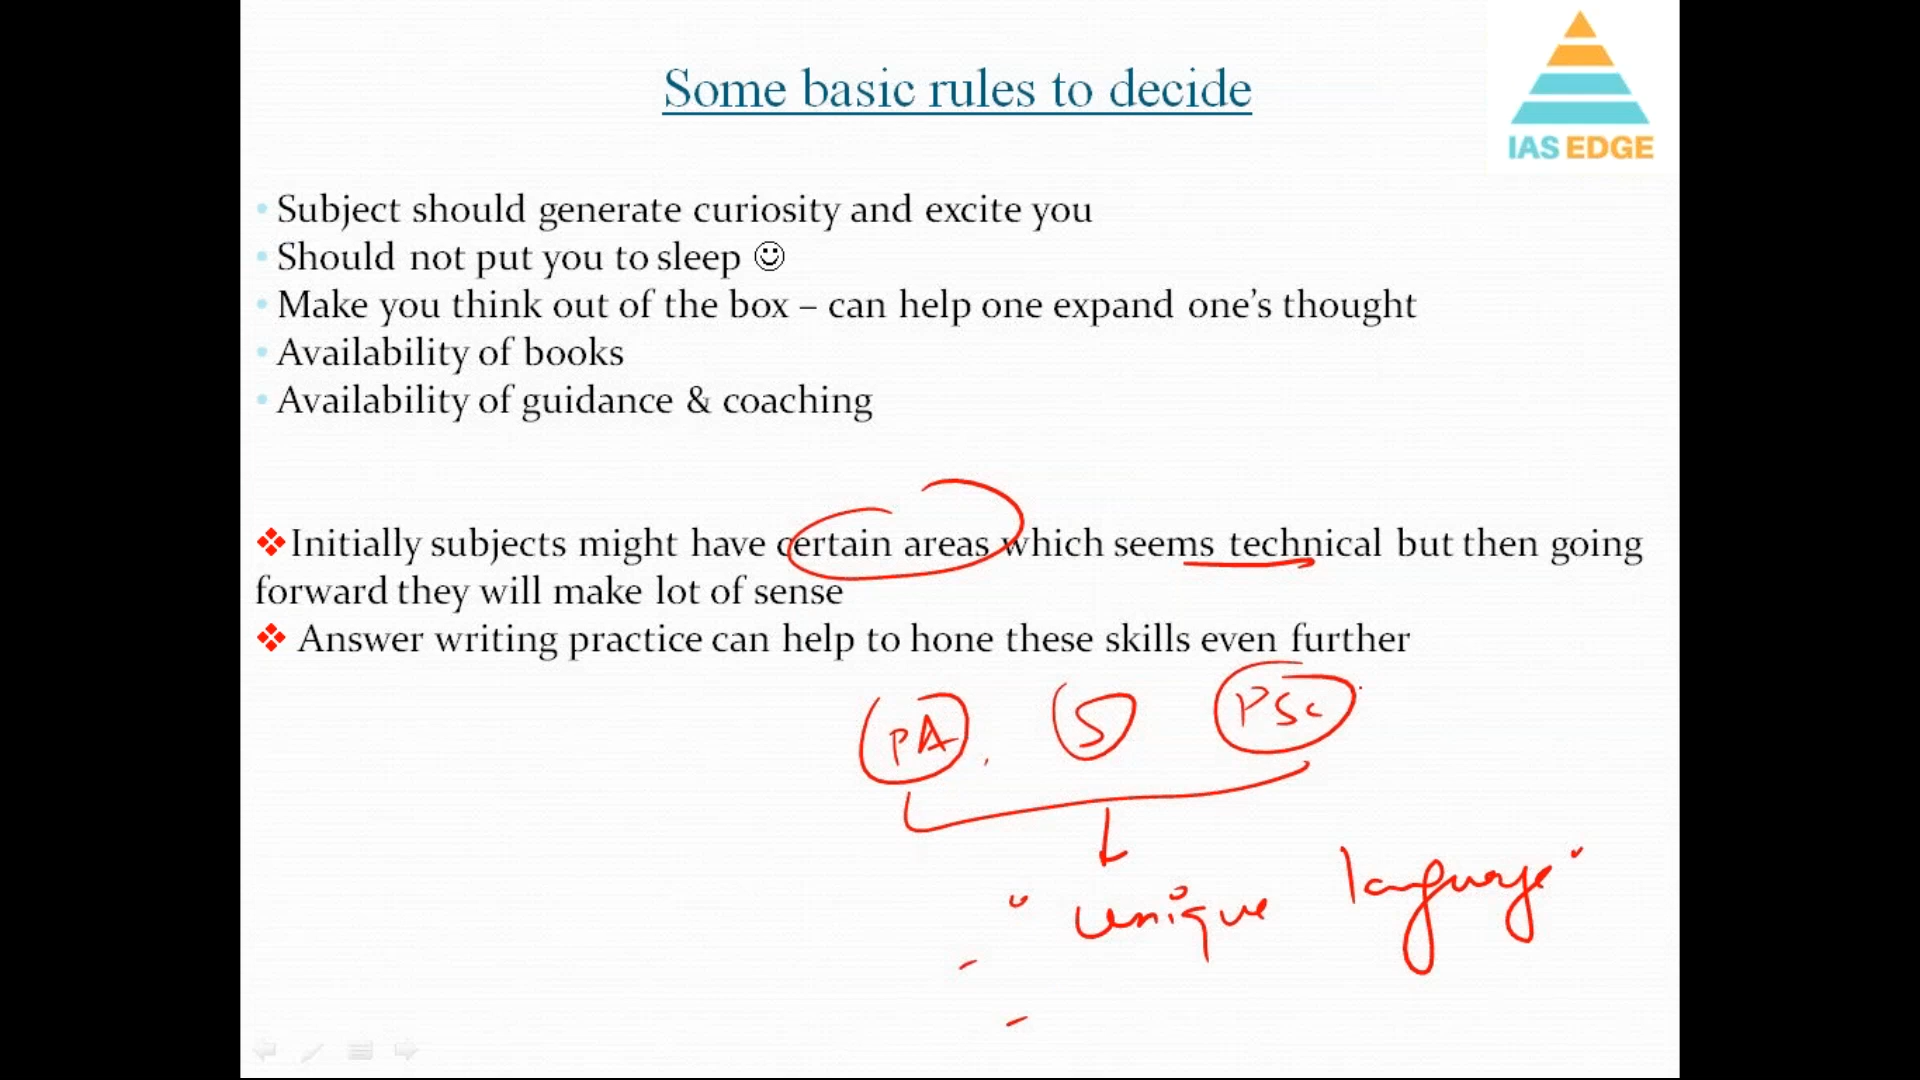 Some basic rules to decide
IAS EDGE
• Subject should generate curiosity and excite you
• Should not put you to sleep ☺
• Make you think out of the box – can help one expand one’s thought
• Availability of books
• Availability of guidance & coaching
❖Initially subjects might have certain areas which seems technical but then going
forward they will make lot of sense
❖ Answer writing practice can help to hone these skills even further
PA, S PSc
" unique language "